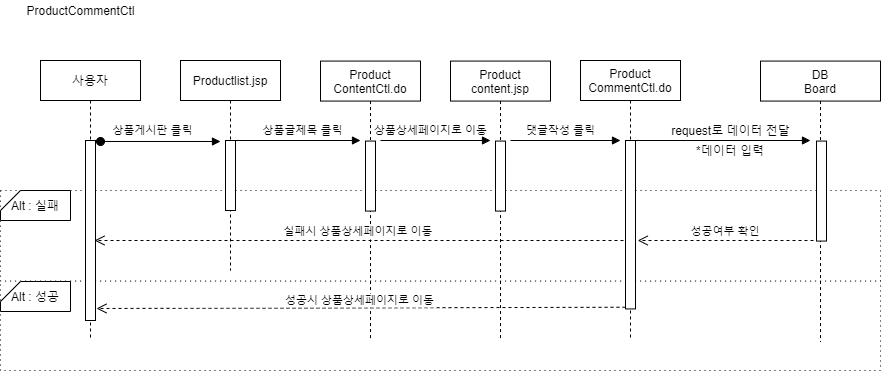 ProductCommentCtl
사용자
Productlist.jsp
Product
ContentCtl.do
Product
content.jsp
Product
CommentCtl.do
DB
Board
상품게시판 클릭
상품글제목 클릭
상품상세페이지로 이동
댓글작성 클릭
request로 데이터 전달
*데이터 입력
Alt : 실패
실패시 상품상세페이지로 이동
성공여부 확인
Alt : 성공
성공시 상품상세페이지로 이동